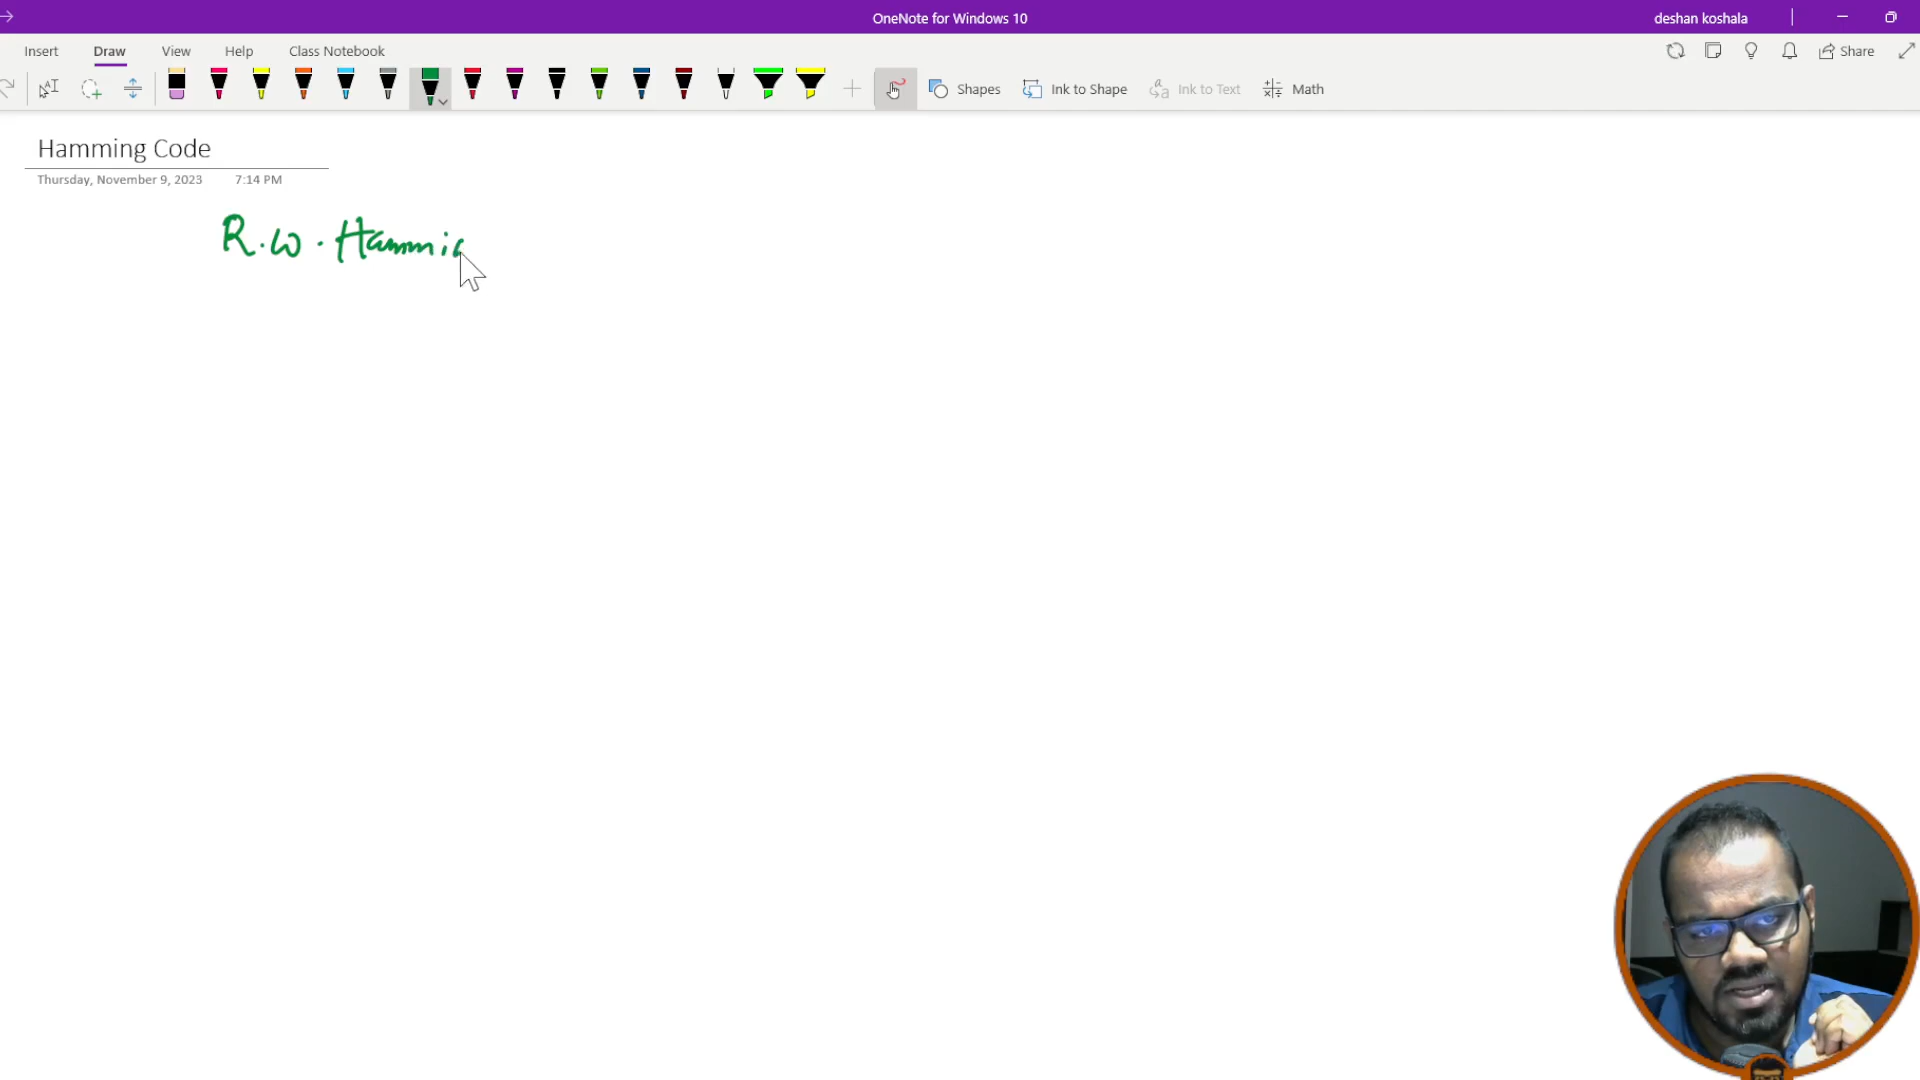 OneNote for Windows 10
deshan koshala
Insert Draw View Help Class Notebook
Share
Shapes Ink to Shape Ink to Text Math
Hamming Code
Thursday, November 9, 2023 7:14 PM
R.W. Hammi